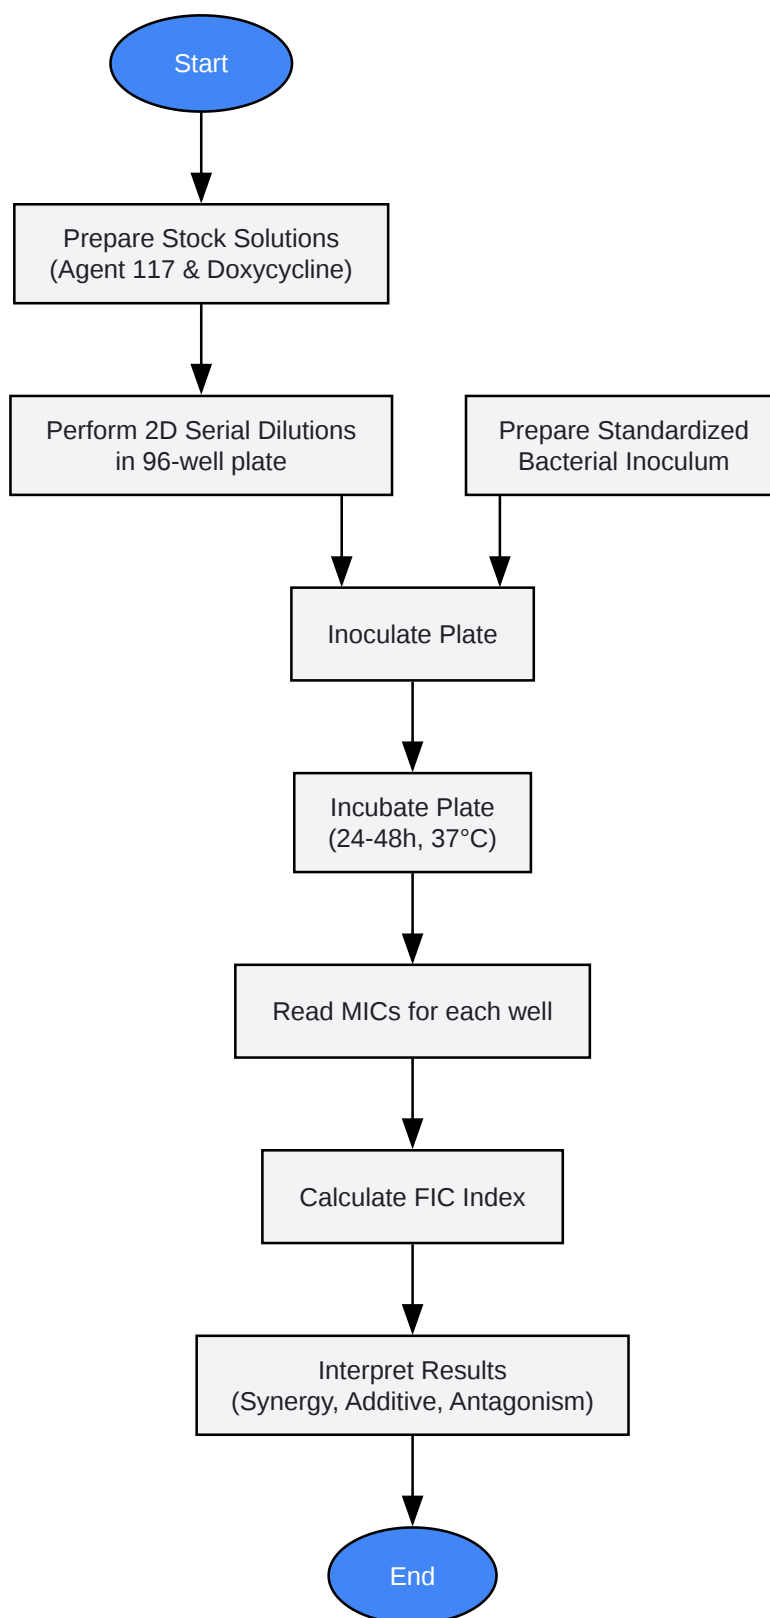 Start
Prepare Stock Solutions
(Agent 117 & Doxycycline)
Perform 2D Serial Dilutions
in 96-well plate
Prepare Standardized
Bacterial Inoculum
Inoculate Plate
Incubate Plate
(24-48h, 37°C)
Read MICs for each well
Calculate FIC Index
Interpret Results
(Synergy, Additive, Antagonism)
End